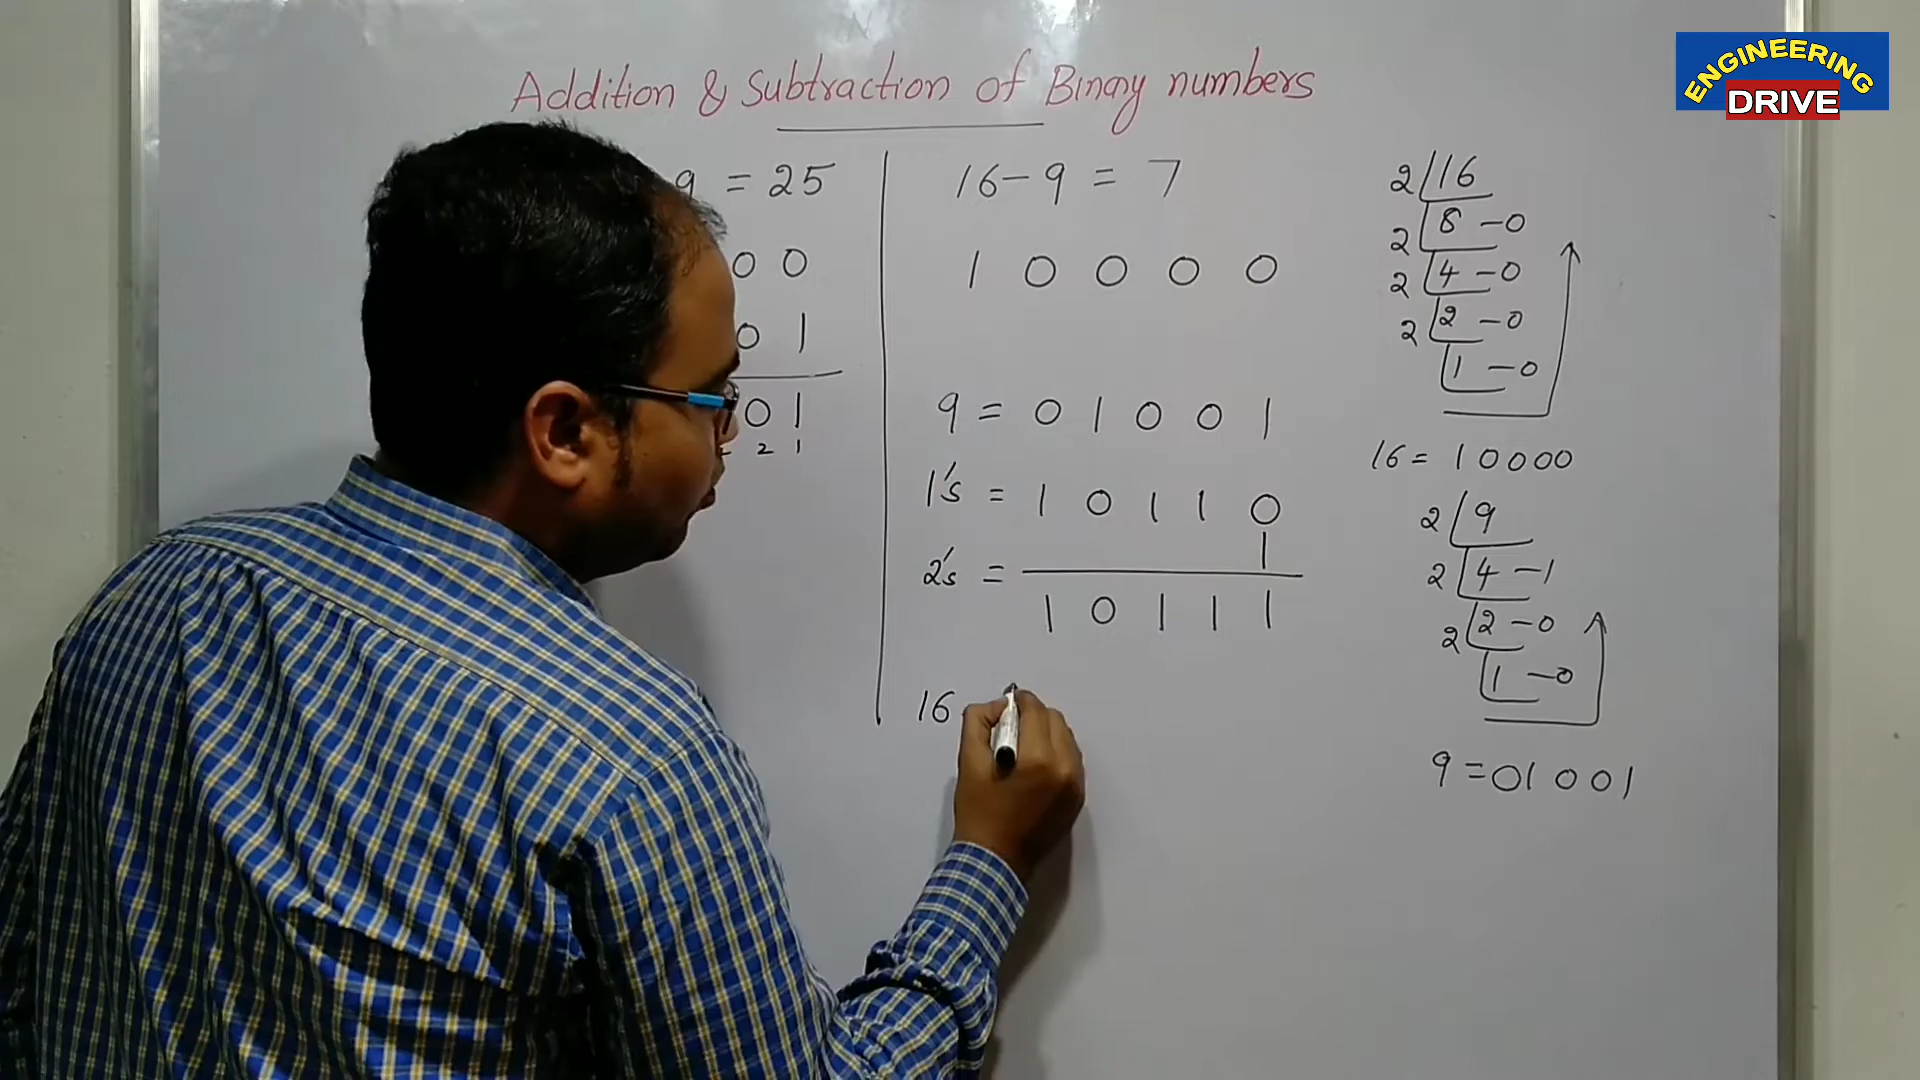 ENGINEERING
DRIVE
Addition & Subtraction of Binay numbers
9 = 25
0 0
0 1
0 1
2 1
16 - 9 = 7
1 0 0 0 0
9 = 0 1 0 0 1
1's = 1 0 1 1 0
1
2's =
1 0 1 1 1
16
2 16
2 8 - 0
2 4 - 0
2 2 - 0
1 - 0
16 = 1 0 0 0 0
2 9
2 4 - 1
2 2 - 0
1 - 0
9 = 0 1 0 0 1